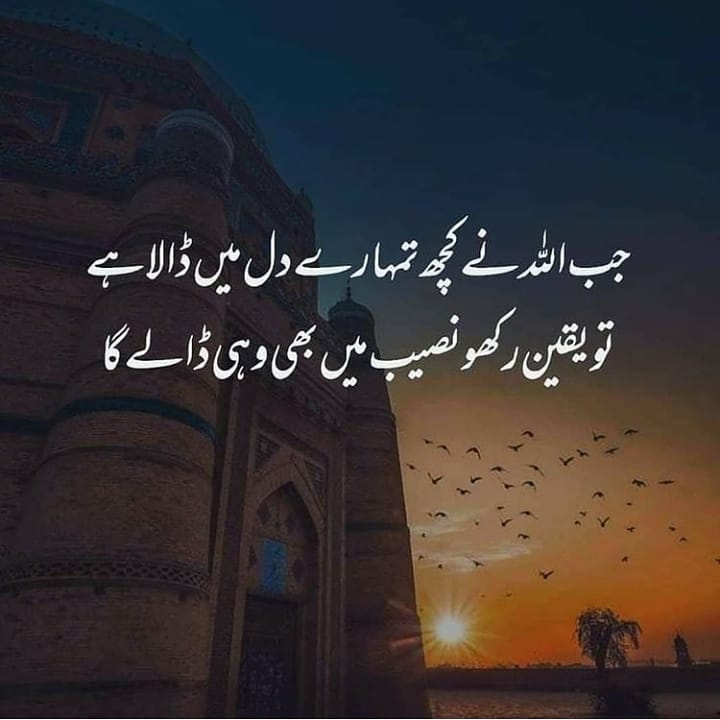 جب اللہ نے کچھ تمہارے دل میں ڈالا ہے
تو یقین رکھو نصیب میں بھی وہی ڈالے گا